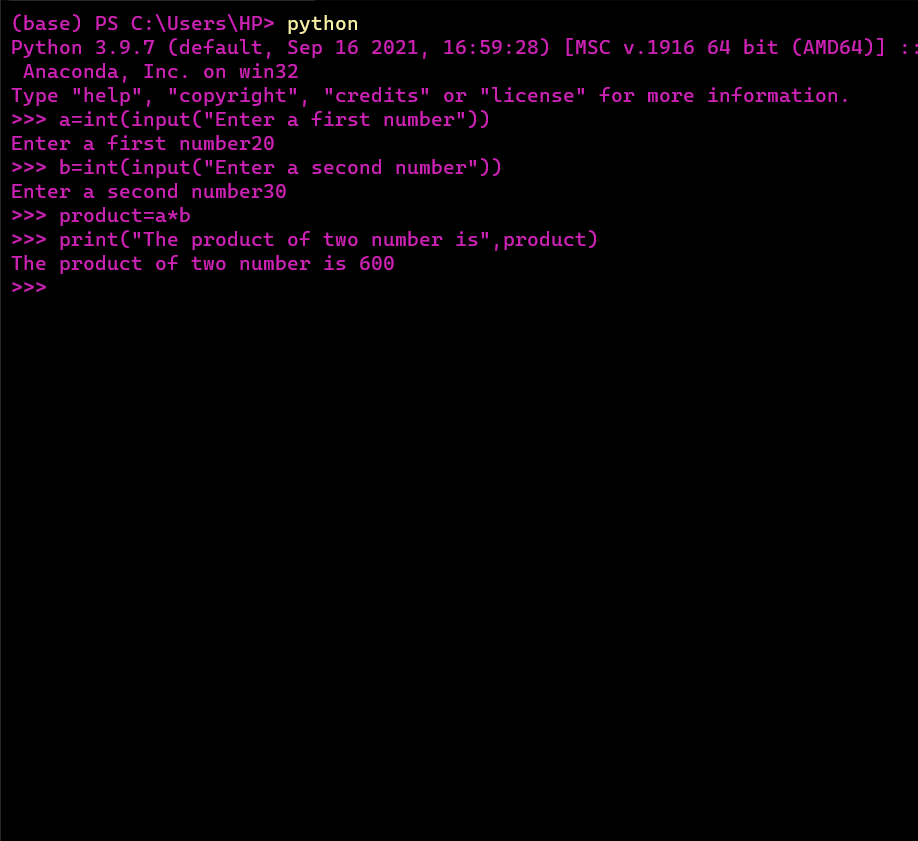 (base) PS C:\Users\HP> python
Python 3.9.7 (default, Sep 16 2021, 16:59:28) [MSC v.1916 64 bit (AMD64)] ::
 Anaconda, Inc. on win32
Type "help", "copyright", "credits" or "license" for more information.
>>> a=int(input("Enter a first number"))
Enter a first number20
>>> b=int(input("Enter a second number"))
Enter a second number30
>>> product=a*b
>>> print("The product of two number is",product)
The product of two number is 600
>>>